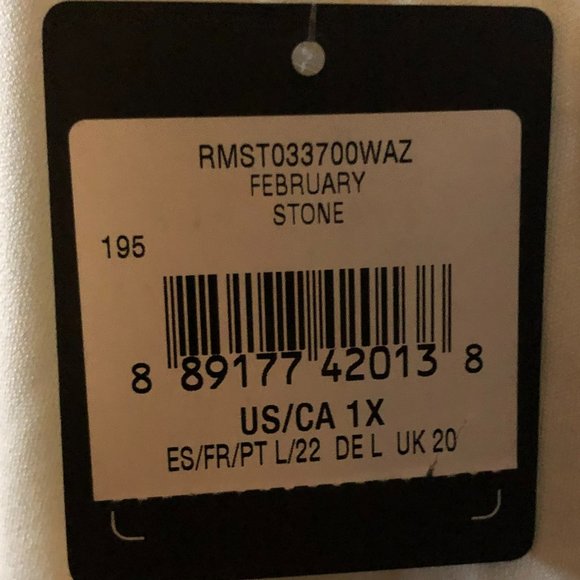 RMST033700WAZ
FEBRUARY
STONE
195
8 89177 42013 8
US/CA 1X
ES/FR/PT L/22 DE L UK 20